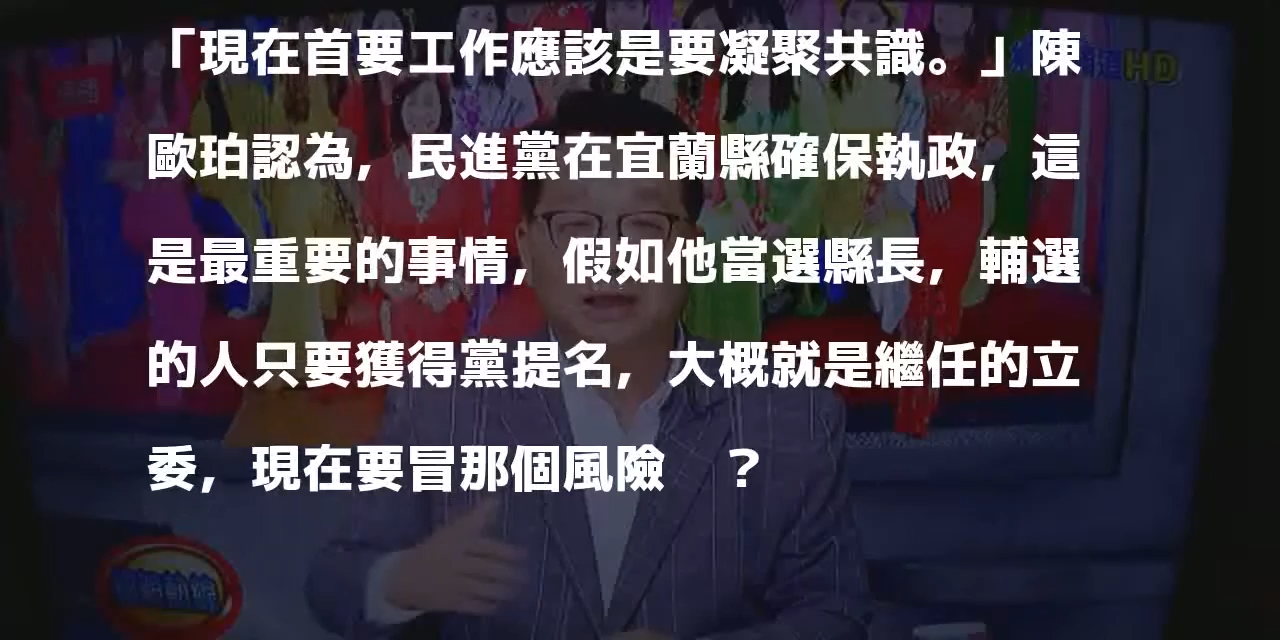 「現在首要工作應該是要凝聚共識。」陳
歐珀認為，民進黨在宜蘭縣確保執政，這
是最重要的事情，假如他當選縣長，輔選
的人只要獲得黨提名，大概就是繼任的立
委，現在要冒那個風險　？
HD